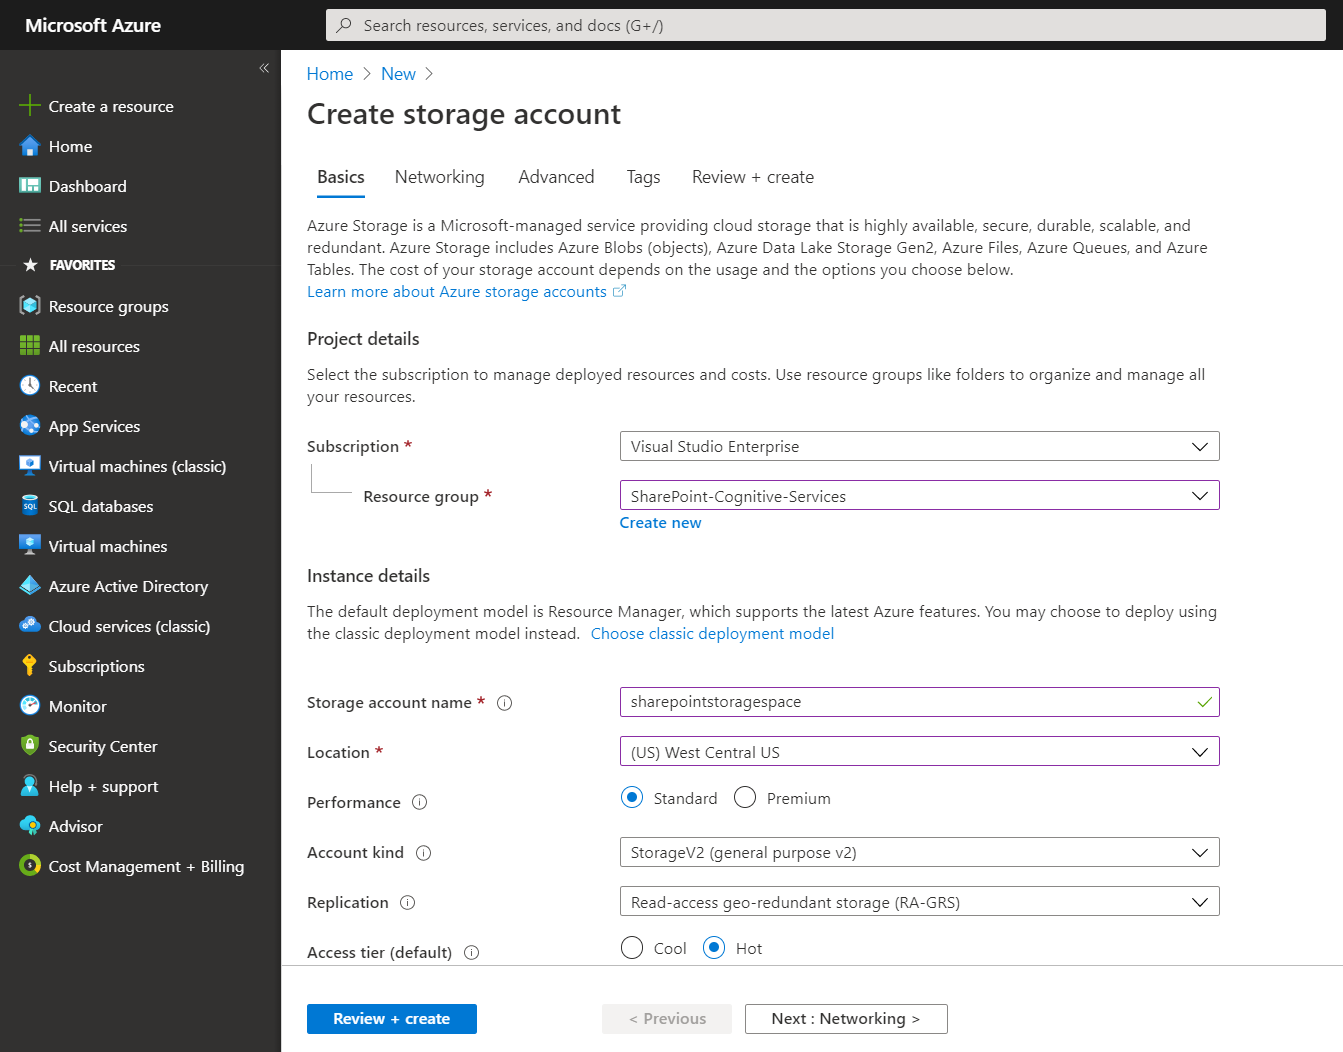 Microsoft Azure
Search resources, services, and docs (G+/)
«
Create a resource
Home
Dashboard
All services
FAVORITES
Resource groups
All resources
Recent
App Services
Virtual machines (classic)
SQL databases
Virtual machines
Azure Active Directory
Cloud services (classic)
Subscriptions
Monitor
Security Center
Help + support
Advisor
Cost Management + Billing
Home > New >
Create storage account
Basics Networking Advanced Tags Review + create
Azure Storage is a Microsoft-managed service providing cloud storage that is highly available, secure, durable, scalable, and
redundant. Azure Storage includes Azure Blobs (objects), Azure Data Lake Storage Gen2, Azure Files, Azure Queues, and Azure
Tables. The cost of your storage account depends on the usage and the options you choose below.
Learn more about Azure storage accounts
Project details
Select the subscription to manage deployed resources and costs. Use resource groups like folders to organize and manage all
your resources.
Subscription * Visual Studio Enterprise
Resource group * SharePoint-Cognitive-Services
Create new
Instance details
The default deployment model is Resource Manager, which supports the latest Azure features. You may choose to deploy using
the classic deployment model instead. Choose classic deployment model
Storage account name * sharepointstoragespace
Location * (US) West Central US
Performance Standard Premium
Account kind StorageV2 (general purpose v2)
Replication Read-access geo-redundant storage (RA-GRS)
Access tier (default) Cool Hot
Review + create < Previous Next : Networking >